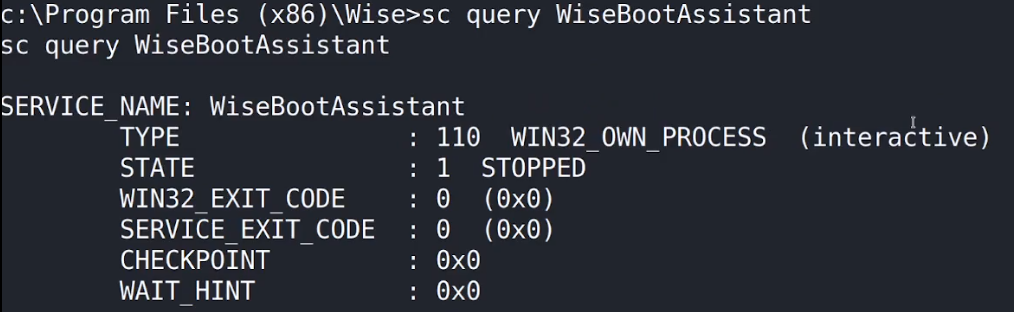 c:\Program Files (x86)\Wise>sc query WiseBootAssistant
sc query WiseBootAssistant
SERVICE_NAME: WiseBootAssistant
TYPE : 110 WIN32_OWN_PROCESS (interactive)
STATE : 1 STOPPED
WIN32_EXIT_CODE : 0 (0x0)
SERVICE_EXIT_CODE : 0 (0x0)
CHECKPOINT : 0x0
WAIT_HINT : 0x0